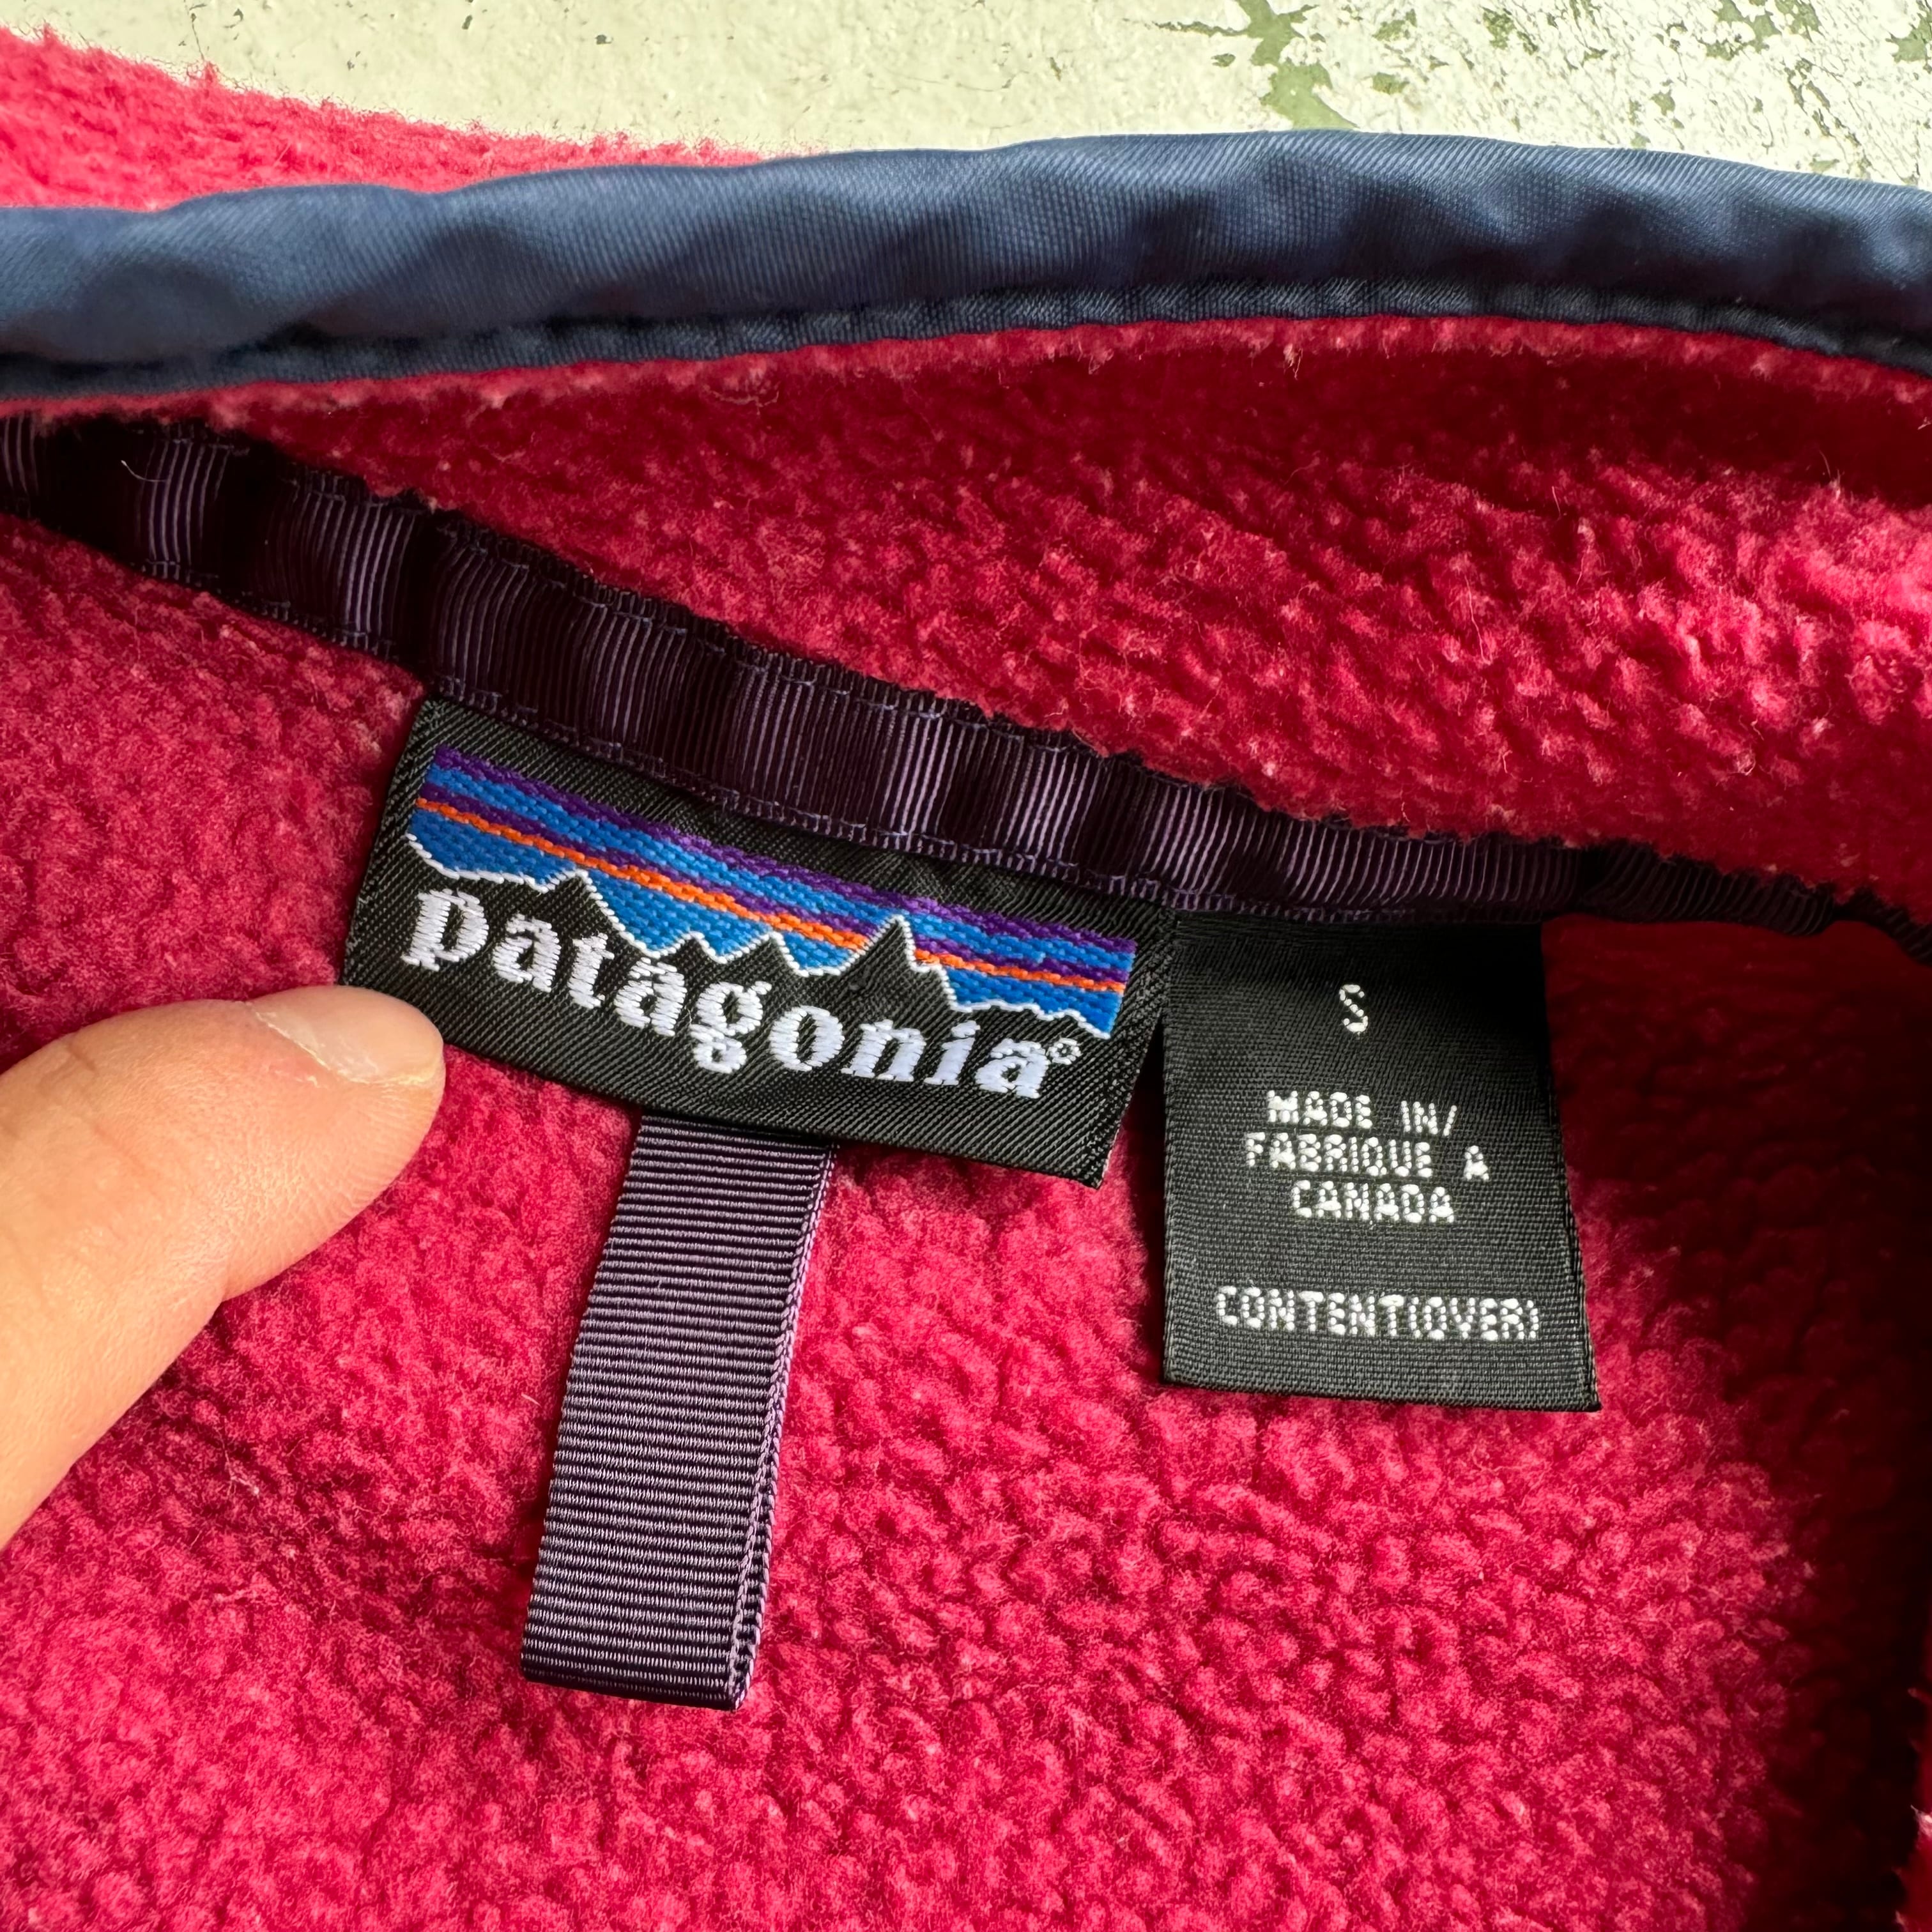 patagonia®
S
MADE IN/
FABRIQUE A
CANADA
CONTENT(OVER)